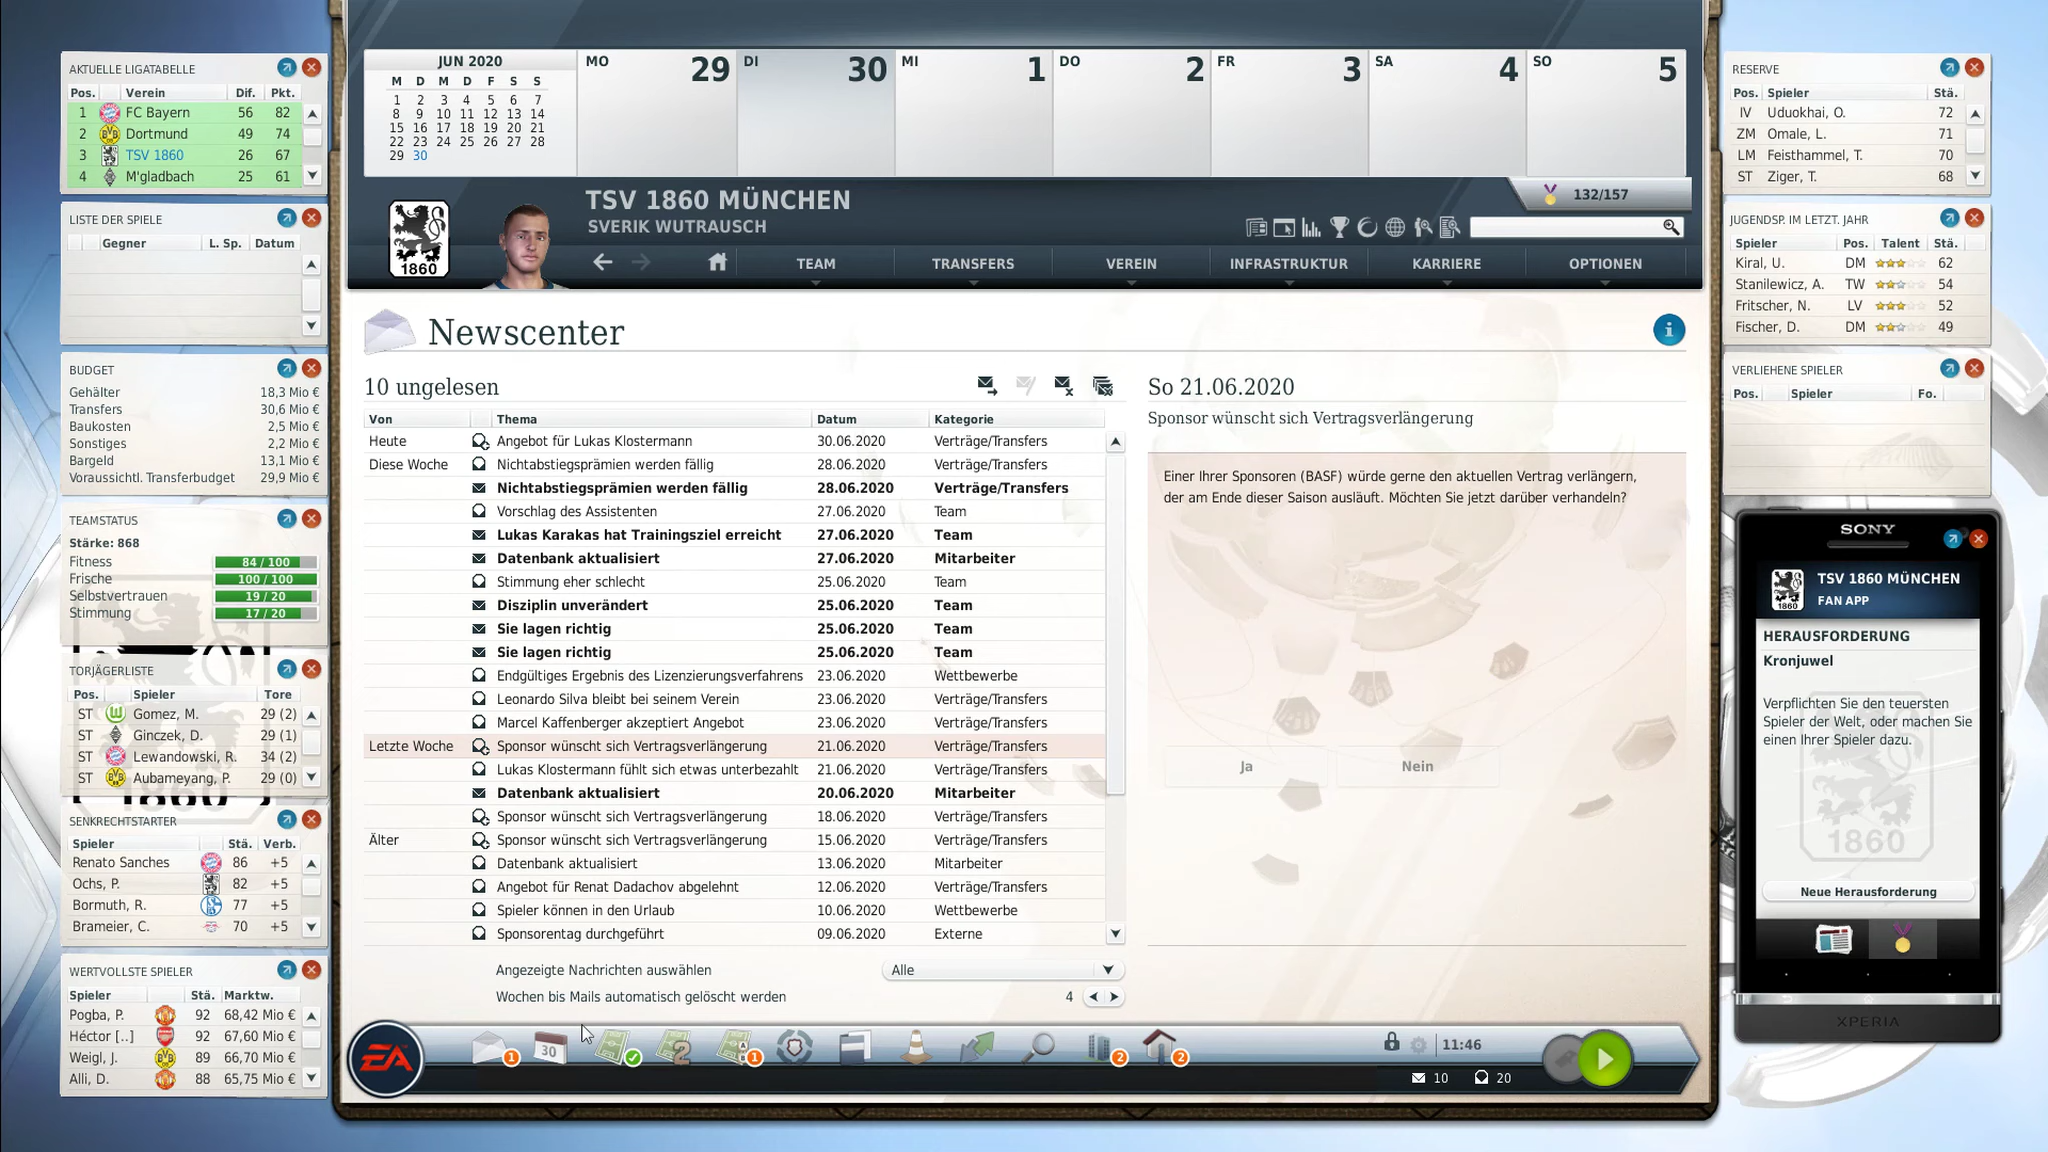 AKTUELLE LIGATABELLE
Pos. Verein Dif. Pkt.
1 FC Bayern 56 82
2 Dortmund 49 74
3 TSV 1860 26 67
4 M'gladbach 25 61
LISTE DER SPIELE
Gegner L. Sp. Datum
BUDGET
Gehälter 18,3 Mio €
Transfers 30,6 Mio €
Baukosten 2,5 Mio €
Sonstiges 2,2 Mio €
Bargeld 13,1 Mio €
Voraussichtl. Transferbudget 29,9 Mio €
TEAMSTATUS
Stärke: 868
Fitness 84 / 100
Frische 100 / 100
Selbstvertrauen 19 / 20
Stimmung 17 / 20
TORJÄGERLISTE
Pos. Spieler Tore
ST Gomez, M. 29 (2)
ST Ginczek, D. 29 (1)
ST Lewandowski, R. 34 (2)
ST Aubameyang, P. 29 (0)
1860
SENKRECHTSTARTER
Spieler Stä. Verb.
Renato Sanches 86 +5
Ochs, P. 82 +5
Bormuth, R. 77 +5
Brameier, C. 70 +5
WERTVOLLSTE SPIELER
Spieler Stä. Marktw.
Pogba, P. 92 68,42 Mio €
Héctor [..] 92 67,60 Mio €
Weigl, J. 89 66,70 Mio €
Alli, D. 88 65,75 Mio €
JUN 2020
M D M D F S S
1 2 3 4 5 6 7
8 9 10 11 12 13 14
15 16 17 18 19 20 21
22 23 24 25 26 27 28
29 30
MO 29 DI 30 MI 1 DO 2 FR 3 SA 4 SO 5
TSV 1860 MÜNCHEN
SVERIK WUTRAUSCH
1860
132/157
TEAM TRANSFERS VEREIN INFRASTRUKTUR KARRIERE OPTIONEN
Newscenter
10 ungelesen
Von Thema Datum Kategorie
Heute Angebot für Lukas Klostermann 30.06.2020 Verträge/Transfers
Diese Woche Nichtabstiegsprämien werden fällig 28.06.2020 Verträge/Transfers
Nichtabstiegsprämien werden fällig 28.06.2020 Verträge/Transfers
Vorschlag des Assistenten 27.06.2020 Team
Lukas Karakas hat Trainingsziel erreicht 27.06.2020 Team
Datenbank aktualisiert 27.06.2020 Mitarbeiter
Stimmung eher schlecht 25.06.2020 Team
Disziplin unverändert 25.06.2020 Team
Sie lagen richtig 25.06.2020 Team
Sie lagen richtig 25.06.2020 Team
Endgültiges Ergebnis des Lizenzierungsverfahrens 23.06.2020 Wettbewerbe
Leonardo Silva bleibt bei seinem Verein 23.06.2020 Verträge/Transfers
Marcel Kaffenberger akzeptiert Angebot 23.06.2020 Verträge/Transfers
Letzte Woche Sponsor wünscht sich Vertragsverlängerung 21.06.2020 Verträge/Transfers
Lukas Klostermann fühlt sich etwas unterbezahlt 21.06.2020 Verträge/Transfers
Datenbank aktualisiert 20.06.2020 Mitarbeiter
Sponsor wünscht sich Vertragsverlängerung 18.06.2020 Verträge/Transfers
Älter Sponsor wünscht sich Vertragsverlängerung 15.06.2020 Verträge/Transfers
Datenbank aktualisiert 13.06.2020 Mitarbeiter
Angebot für Renat Dadachov abgelehnt 12.06.2020 Verträge/Transfers
Spieler können in den Urlaub 10.06.2020 Wettbewerbe
Sponsorentag durchgeführt 09.06.2020 Externe
Angezeigte Nachrichten auswählen Alle
Wochen bis Mails automatisch gelöscht werden 4
So 21.06.2020
Sponsor wünscht sich Vertragsverlängerung
Einer Ihrer Sponsoren (BASF) würde gerne den aktuellen Vertrag verlängern,
der am Ende dieser Saison ausläuft. Möchten Sie jetzt darüber verhandeln?
Ja Nein
EA
1 30 2 1 2 2 11:46
10 20
RESERVE
Pos. Spieler Stä.
IV Uduokhai, O. 72
ZM Omale, L. 71
LM Feisthammel, T. 70
ST Ziger, T. 68
JUGENDSP. IM LETZT. JAHR
Spieler Pos. Talent Stä.
Kiral, U. DM 62
Stanilewicz, A. TW 54
Fritscher, N. LV 52
Fischer, D. DM 49
VERLIEHENE SPIELER
Pos. Spieler Fo.
SONY
1860
TSV 1860 MÜNCHEN
FAN APP
HERAUSFORDERUNG
Kronjuwel
Verpflichten Sie den teuersten
Spieler der Welt, oder machen Sie
einen Ihrer Spieler dazu.
1860
Neue Herausforderung
XPERIA